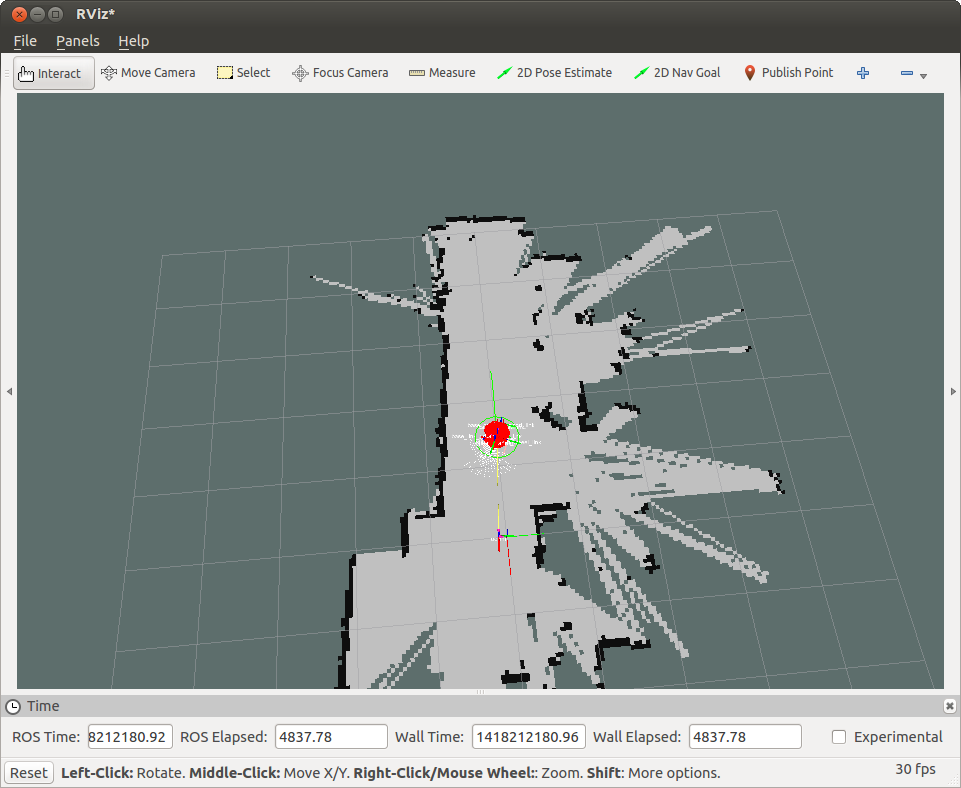 RViz*
File Panels Help
Interact Move Camera Select Focus Camera Measure 2D Pose Estimate 2D Nav Goal Publish Point
Time
ROS Time: 8212180.92 ROS Elapsed: 4837.78 Wall Time: 1418212180.96 Wall Elapsed: 4837.78 Experimental
Reset Left-Click: Rotate. Middle-Click: Move X/Y. Right-Click/Mouse Wheel:: Zoom. Shift: More options. 30 fps